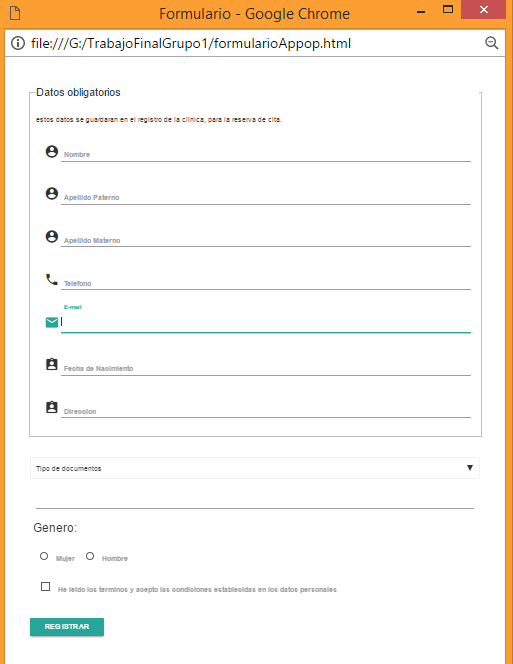 Formulario - Google Chrome
file:///G:/TrabajoFinalGrupo1/formularioAppop.html
Datos obligatorios
estos datos se guardaran en el registro de la clinica, para la reserva de cita.
Nombre
Apellido Paterno
Apellido Materno
Telefono
E-mail
Fecha de Nacimiento
Direccion
Tipo de documentos
Genero:
Mujer Hombre
He leido los terminos y acepto las condiciones establecidas en los datos personales
REGISTRAR